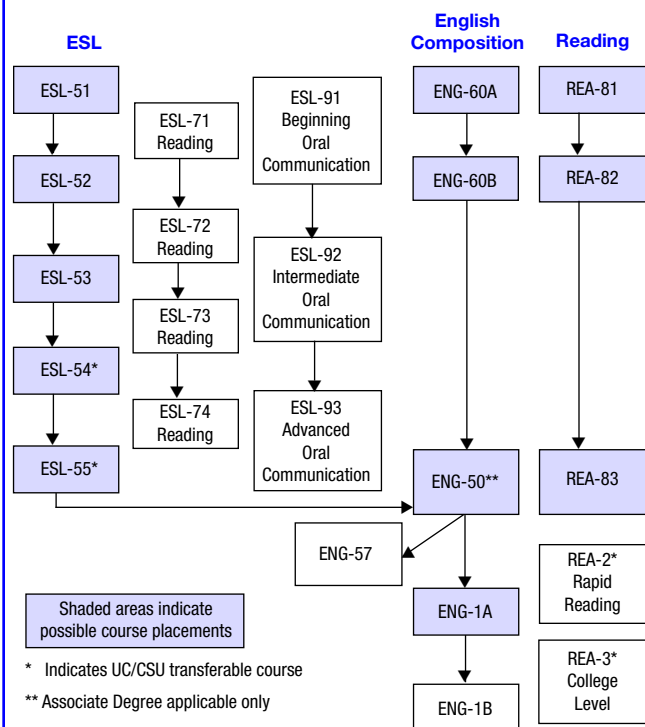 ESL
English
Composition
Reading
ESL-51
ESL-52
ESL-53
ESL-54*
ESL-55*
ESL-71
Reading
ESL-72
Reading
ESL-73
Reading
ESL-74
Reading
ESL-91
Beginning
Oral
Communication
ESL-92
Intermediate
Oral
Communication
ESL-93
Advanced
Oral
Communication
ENG-60A
ENG-60B
ENG-50**
ENG-57
ENG-1A
ENG-1B
REA-81
REA-82
REA-83
REA-2*
Rapid
Reading
REA-3*
College
Level
Shaded areas indicate
possible course placements
* Indicates UC/CSU transferable course
** Associate Degree applicable only